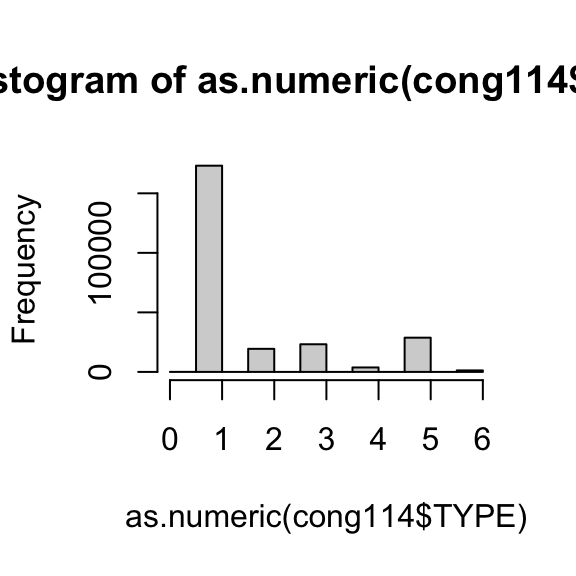 stogram of as.numeric(cong114$
Frequency
100000
0
0 1 2 3 4 5 6
as.numeric(cong114$TYPE)